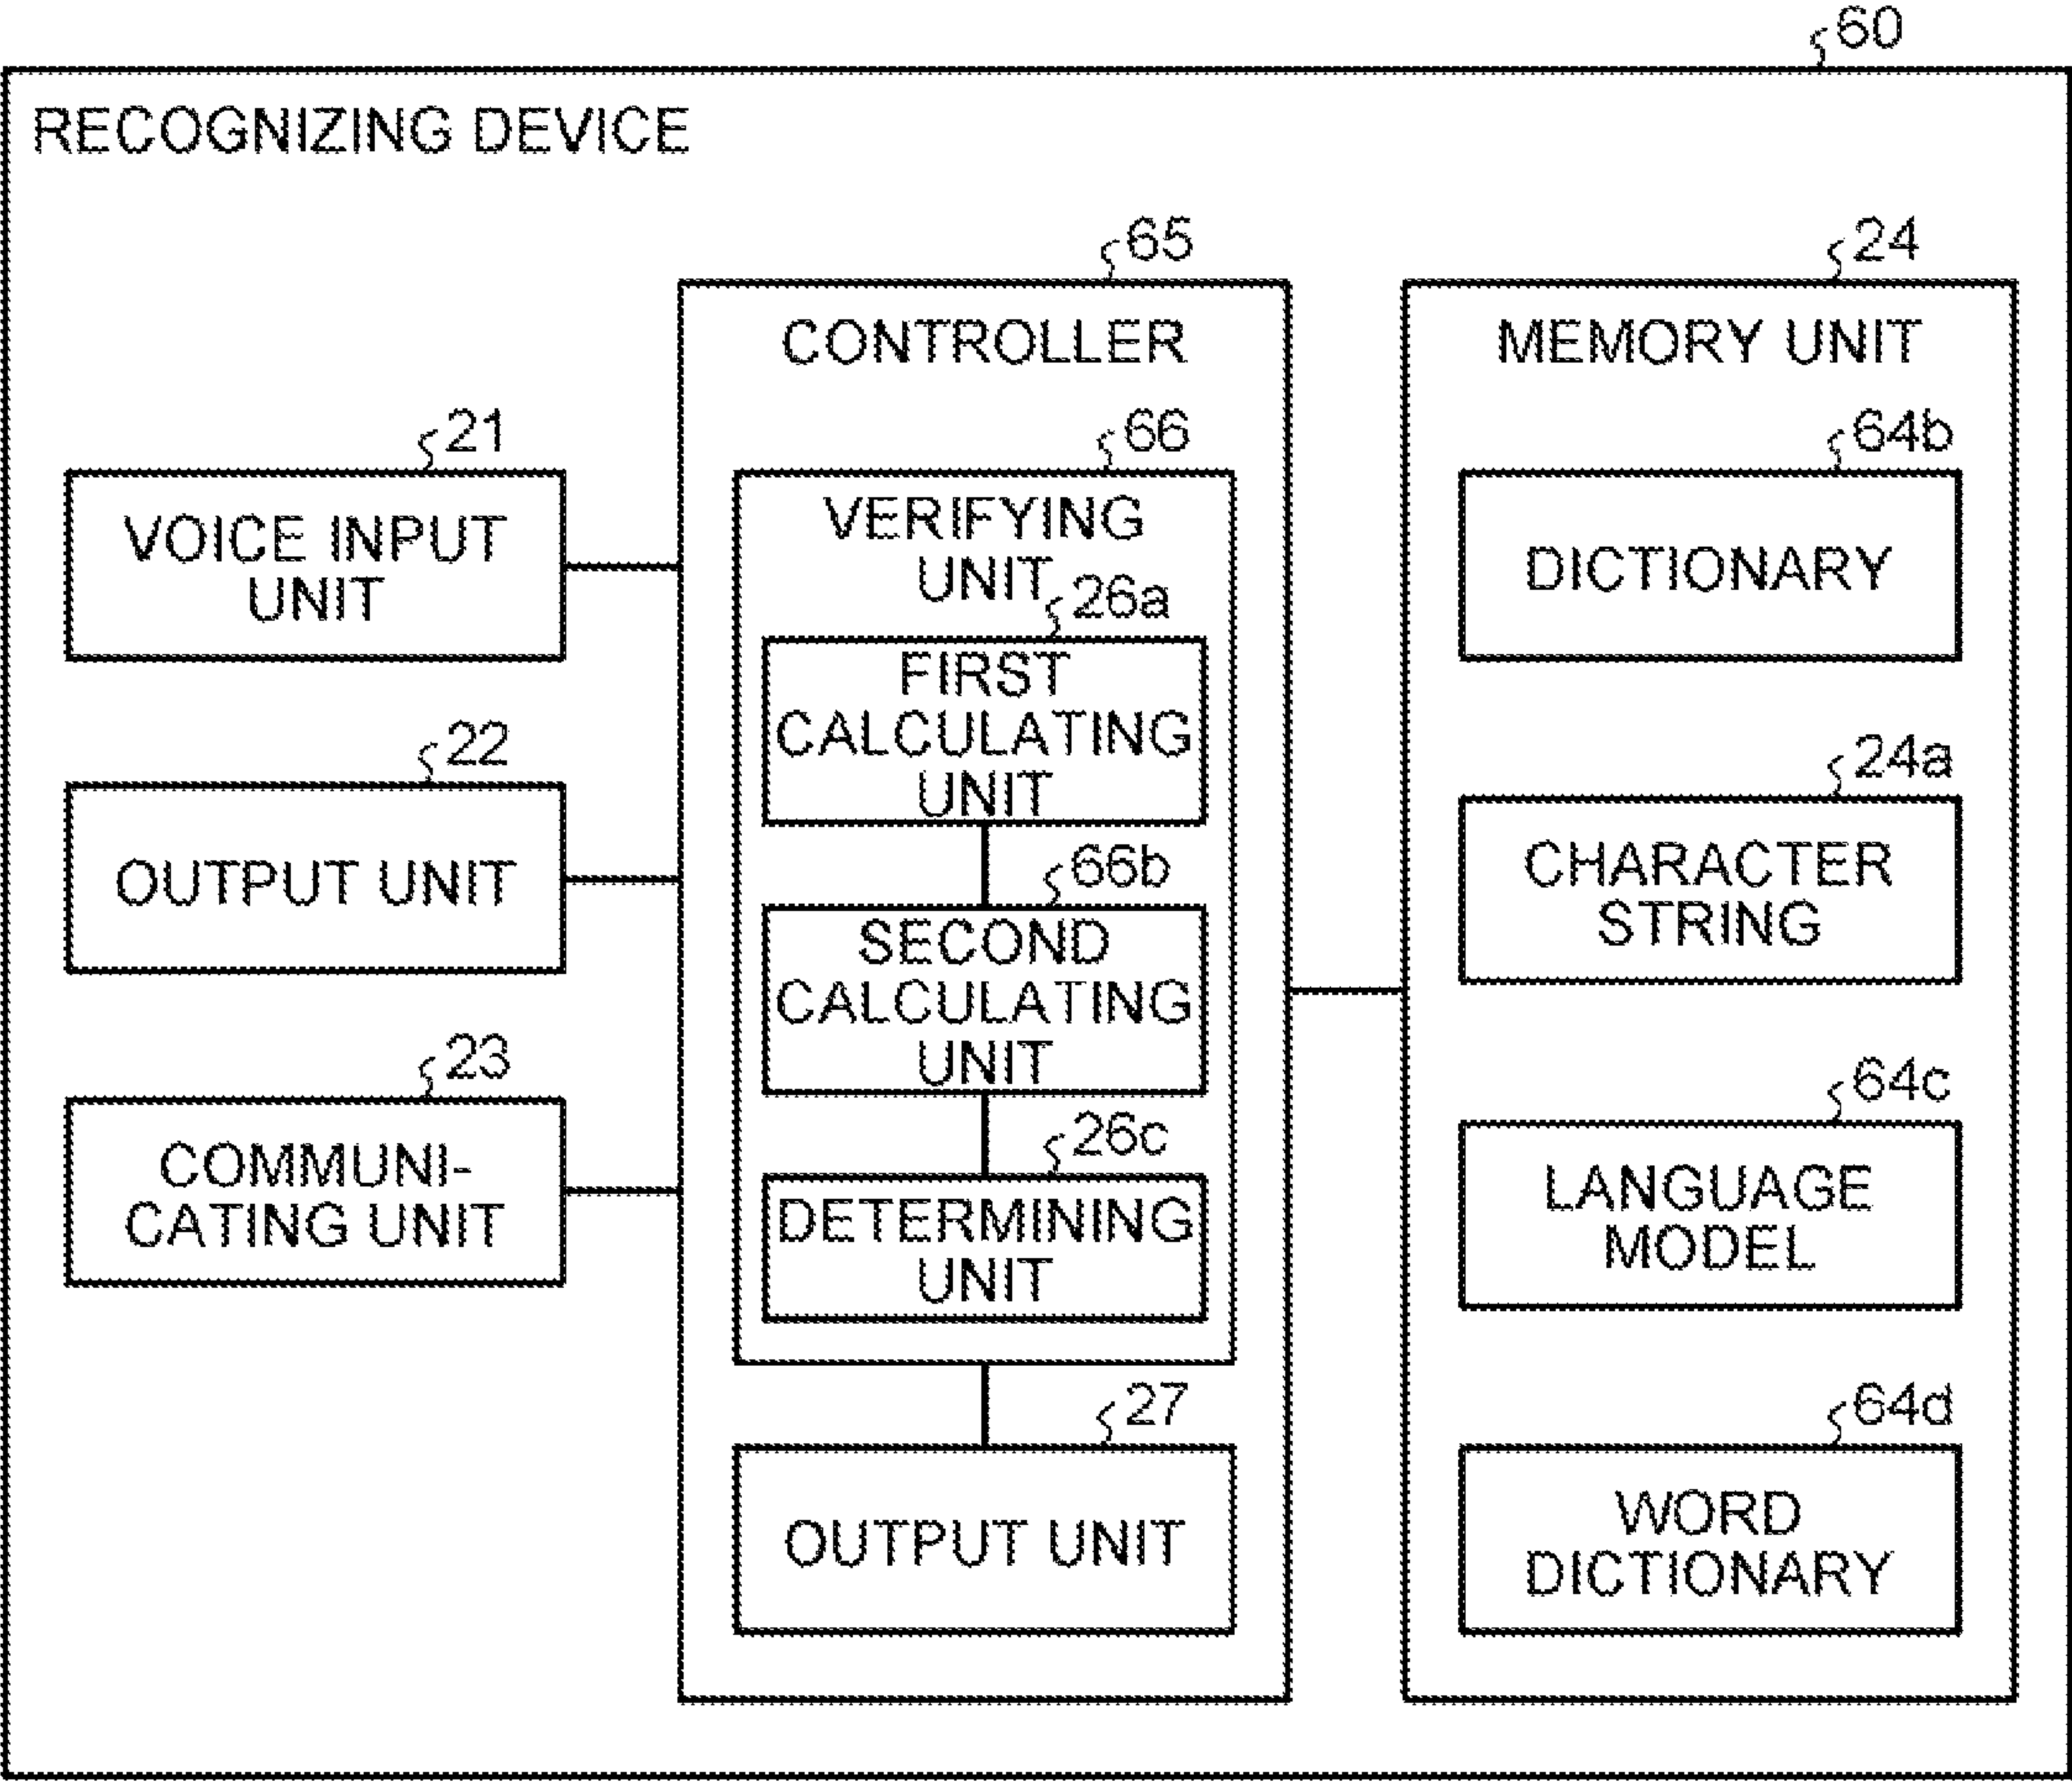 60
RECOGNIZING DEVICE
21
VOICE INPUT
UNIT
22
OUTPUT UNIT
23
COMMUNI-
CATING UNIT
65
CONTROLLER
66
VERIFYING
UNIT
26a
FIRST
CALCULATING
UNIT
66b
SECOND
CALCULATING
UNIT
26c
DETERMINING
UNIT
27
OUTPUT UNIT
24
MEMORY UNIT
64b
DICTIONARY
24a
CHARACTER
STRING
64c
LANGUAGE
MODEL
64d
WORD
DICTIONARY